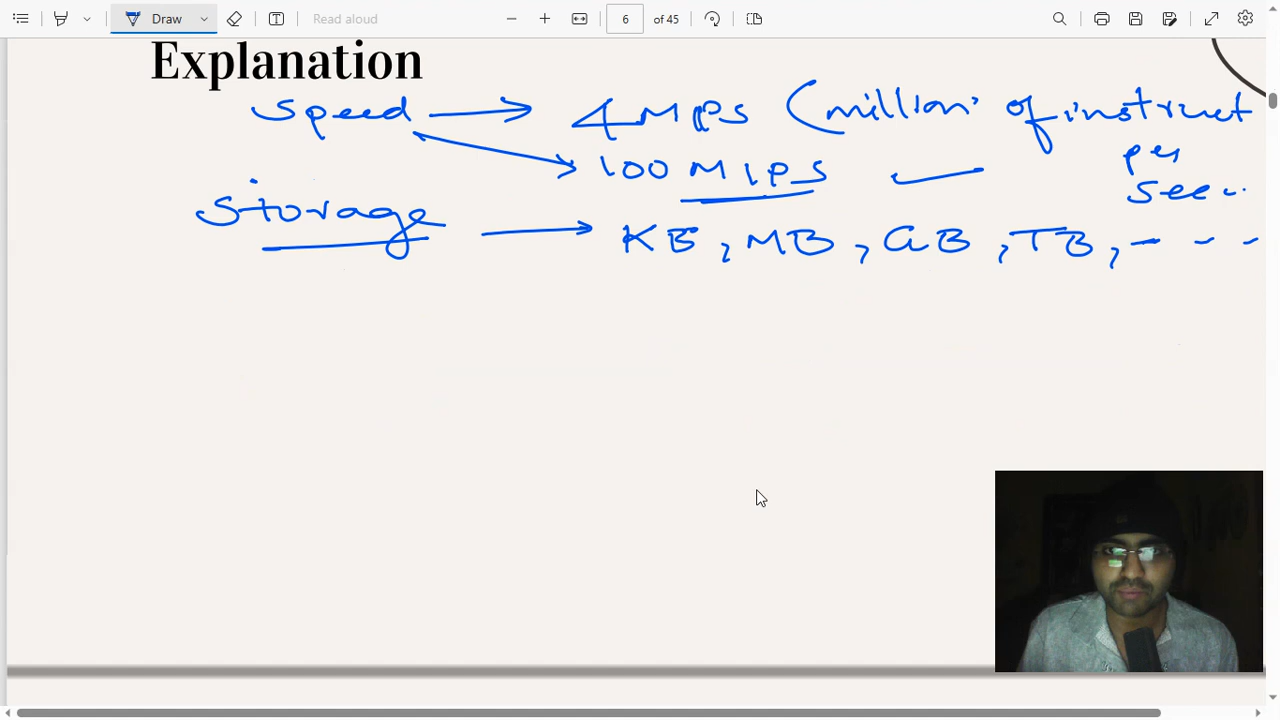 Draw
Read aloud
6 of 45
Explanation
Speed → 4 MIPS (million of instruct
per
sec..
100 MIPS
Storage → KB, MB, GB, TB, - - -